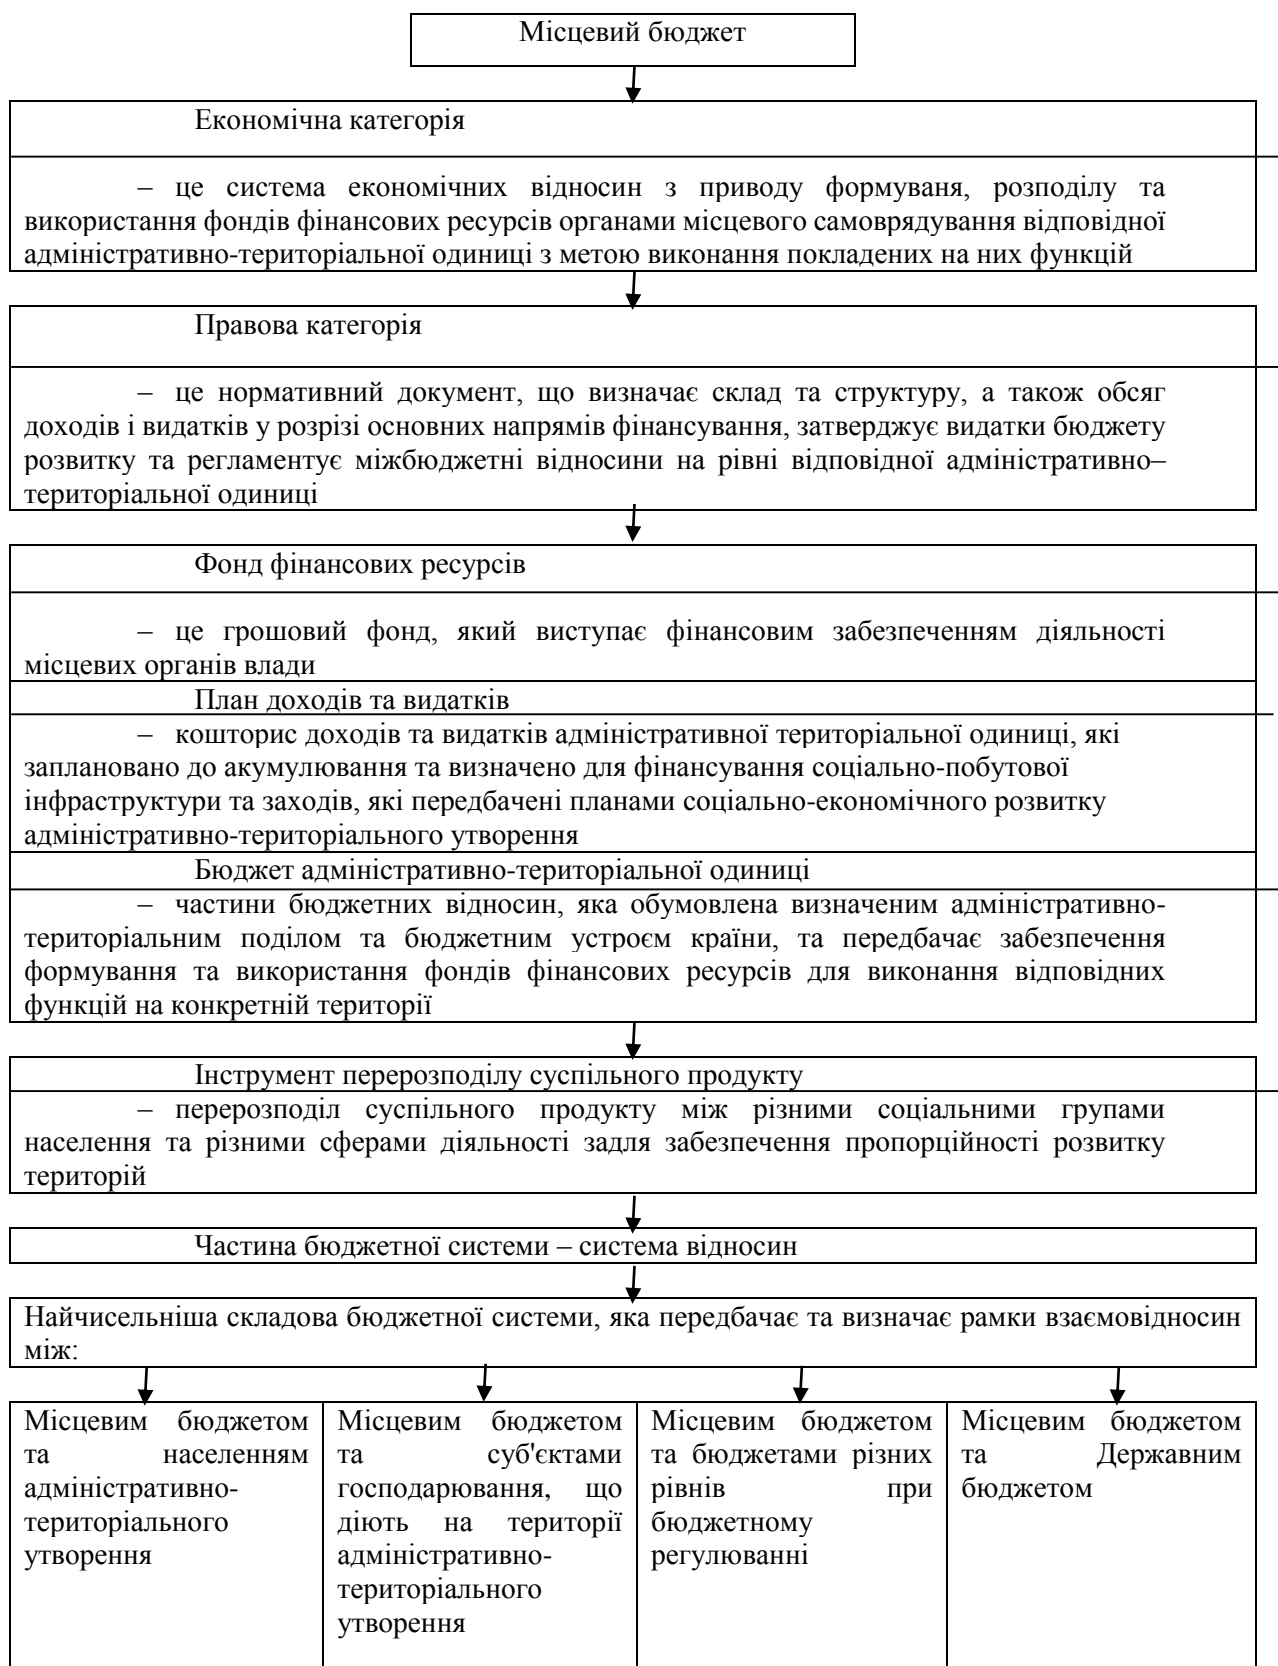 Місцевий бюджет
Економічна категорія
– це система економічних відносин з приводу формуваня, розподілу та
використання фондів фінансових ресурсів органами місцевого самоврядування відповідної
адміністративно-територіальної одиниці з метою виконання покладених на них функцій
Правова категорія
– це нормативний документ, що визначає склад та структуру, а також обсяг
доходів і видатків у розрізі основних напрямів фінансування, затверджує видатки бюджету
розвитку та регламентує міжбюджетні відносини на рівні відповідної адміністративно–
територіальної одиниці
Фонд фінансових ресурсів
– це грошовий фонд, який виступає фінансовим забезпеченням діяльності
місцевих органів влади
План доходів та видатків
– кошторис доходів та видатків адміністративної територіальної одиниці, які
заплановано до акумулювання та визначено для фінансування соціально-побутової
інфраструктури та заходів, які передбачені планами соціально-економічного розвитку
адміністративно-територіального утворення
Бюджет адміністративно-територіальної одиниці
– частини бюджетних відносин, яка обумовлена визначеним адміністративно-
територіальним поділом та бюджетним устроєм країни, та передбачає забезпечення
формування та використання фондів фінансових ресурсів для виконання відповідних
функцій на конкретній території
Інструмент перерозподілу суспільного продукту
– перерозподіл суспільного продукту між різними соціальними групами
населення та різними сферами діяльності задля забезпечення пропорційності розвитку
територій
Частина бюджетної системи – система відносин
Найчисельніша складова бюджетної системи, яка передбачає та визначає рамки взаємовідносин
між:
Місцевим бюджетом
та населенням
адміністративно-
територіального
утворення
Місцевим бюджетом
та суб'єктами
господарювання, що
діють на території
адміністративно-
територіального
утворення
Місцевим бюджетом
та бюджетами різних
рівнів при
бюджетному
регулюванні
Місцевим бюджетом
та Державним
бюджетом